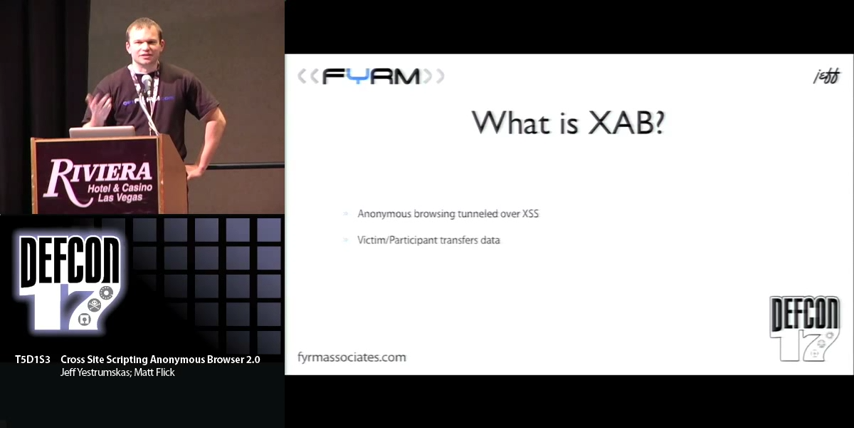 RIVIERA
Hotel & Casino
Las Vegas
DEFCON
17
T5D1S3 Cross Site Scripting Anonymous Browser 2.0
Jeff Yestrumskas; Matt Flick
((FYRM))
jeff
What is XAB?
Anonymous browsing tunneled over XSS
Victim/Participant transfers data
DEFCON
17
fyrmassociates.com